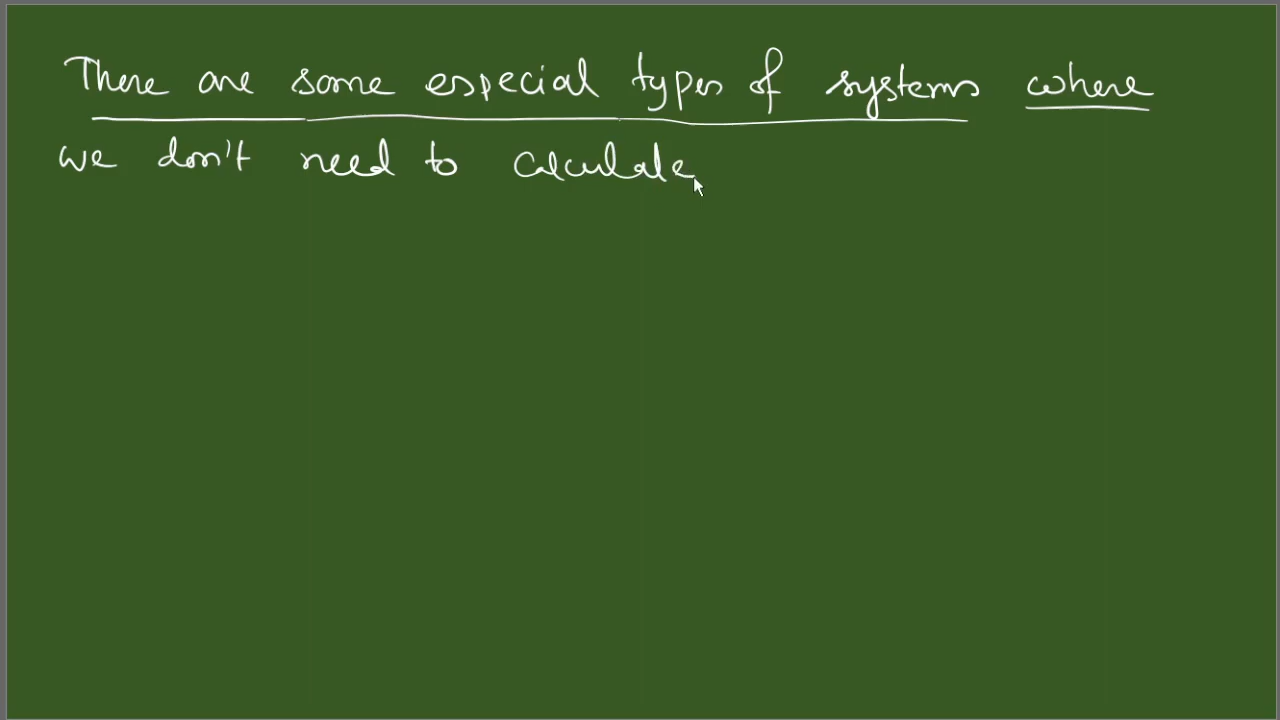 There are some especial types of systems where
we don't need to calculate